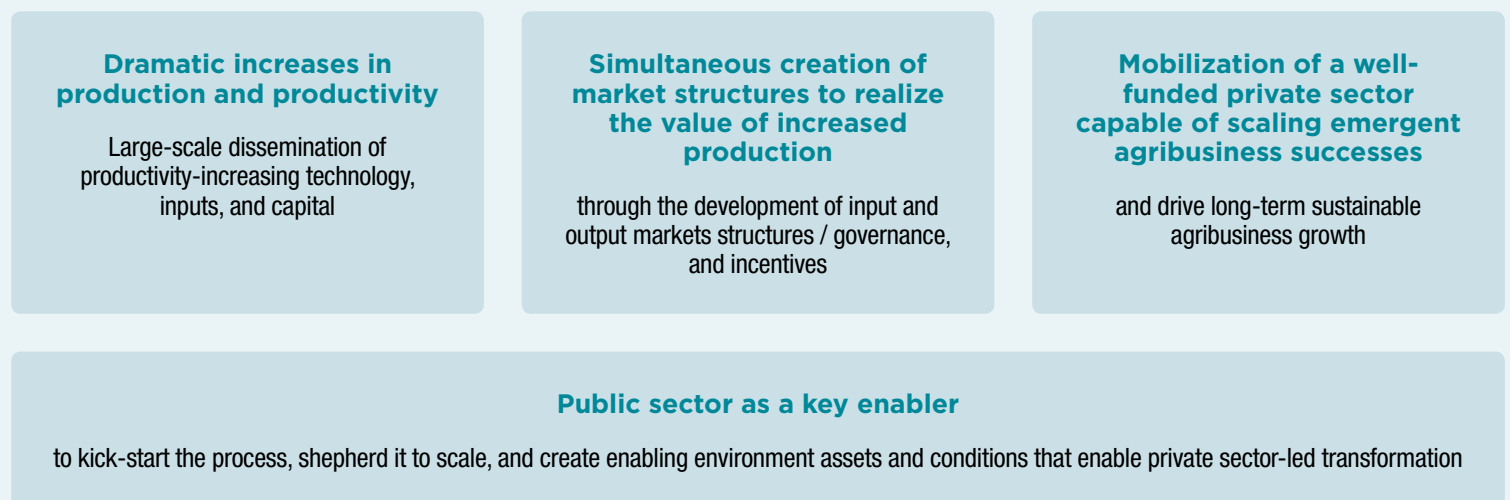 Dramatic increases in
production and productivity
Large-scale dissemination of
productivity-increasing technology,
inputs, and capital
Simultaneous creation of
market structures to realize
the value of increased
production
through the development of input and
output markets structures / governance,
and incentives
Mobilization of a well-
funded private sector
capable of scaling emergent
agribusiness successes
and drive long-term sustainable
agribusiness growth
Public sector as a key enabler
to kick-start the process, shepherd it to scale, and create enabling environment assets and conditions that enable private sector-led transformation